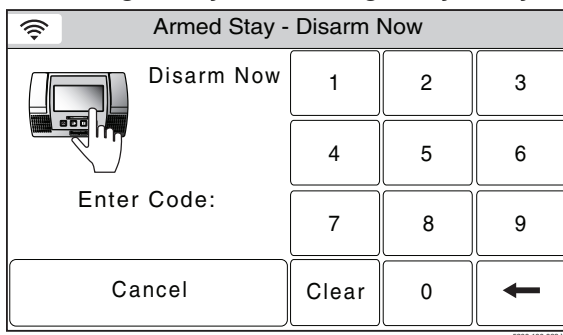 Armed Stay - Disarm Now
Disarm Now
Enter Code:
1 2 3
4 5 6
7 8 9
Cancel Clear 0